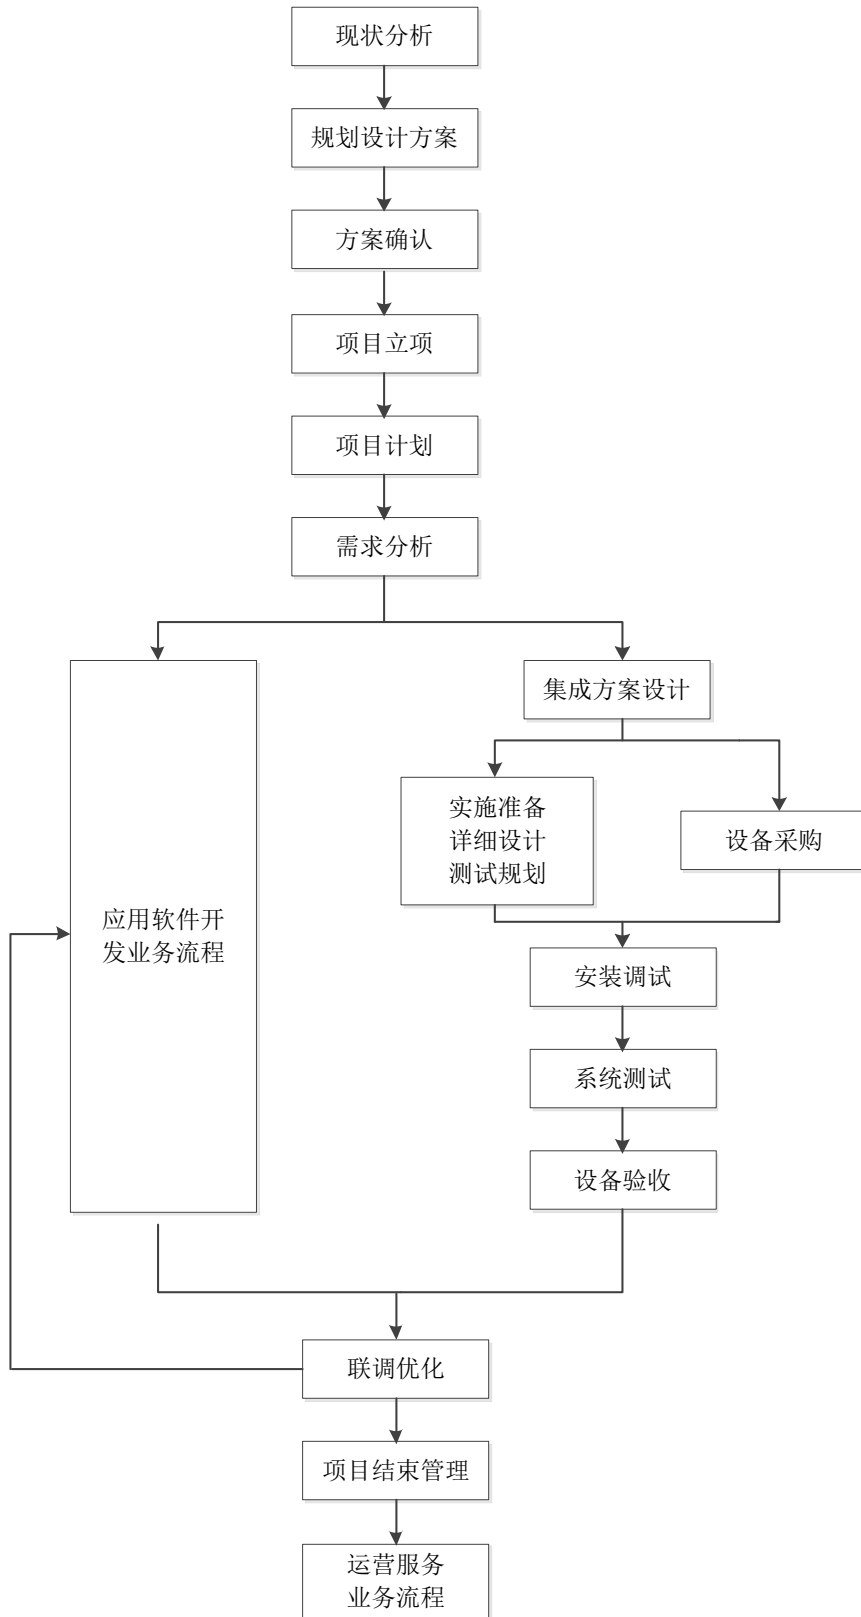 现状分析
规划设计方案
方案确认
项目立项
项目计划
需求分析
应用软件开
发业务流程
集成方案设计
实施准备
详细设计
测试规划
设备采购
安装调试
系统测试
设备验收
联调优化
项目结束管理
运营服务
业务流程